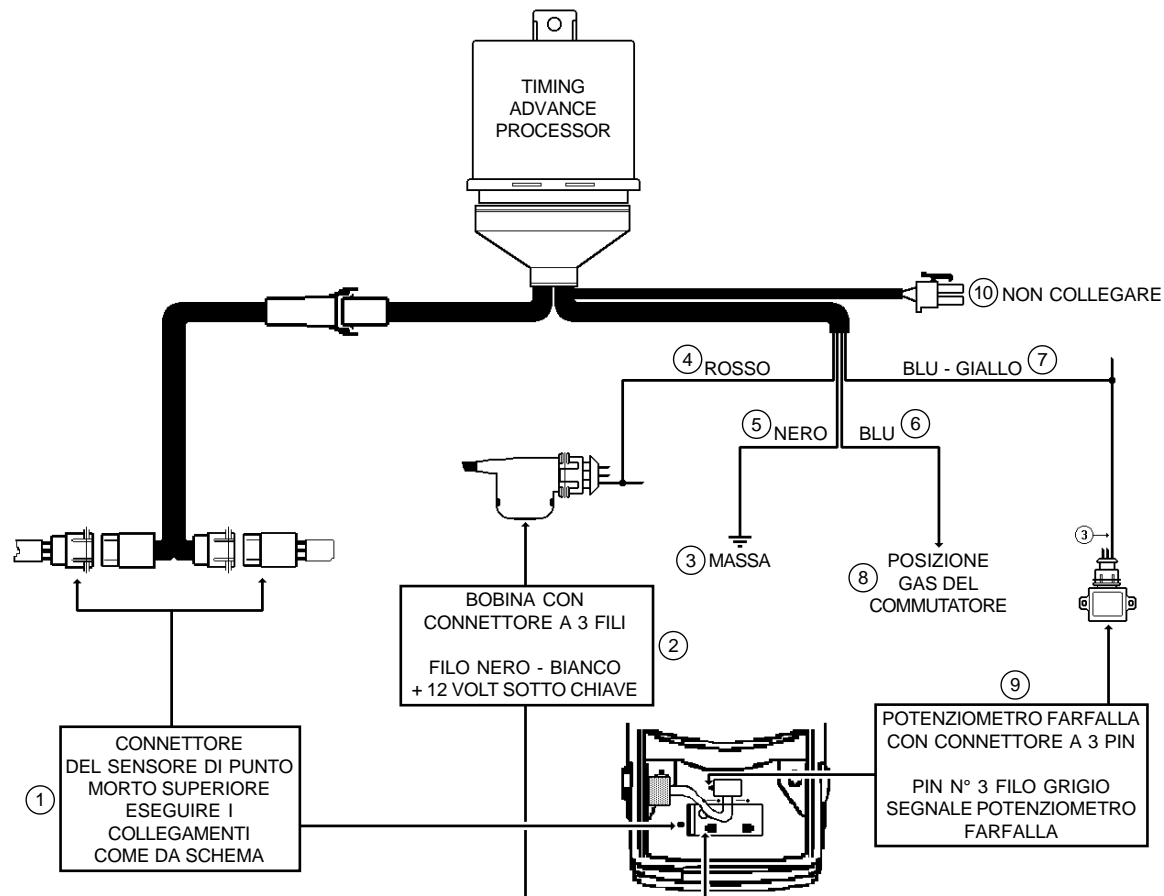 TIMING
ADVANCE
PROCESSOR
10 NON COLLEGARE
4 ROSSO
BLU - GIALLO 7
5 NERO
BLU 6
3
3 MASSA
8 POSIZIONE
GAS DEL
COMMUTATORE
BOBINA CON
CONNETTORE A 3 FILI
FILO NERO - BIANCO
+ 12 VOLT SOTTO CHIAVE
2
9
POTENZIOMETRO FARFALLA
CON CONNETTORE A 3 PIN
PIN N° 3 FILO GRIGIO
SEGNALE POTENZIOMETRO
FARFALLA
1
CONNETTORE
DEL SENSORE DI PUNTO
MORTO SUPERIORE
ESEGUIRE I
COLLEGAMENTI
COME DA SCHEMA